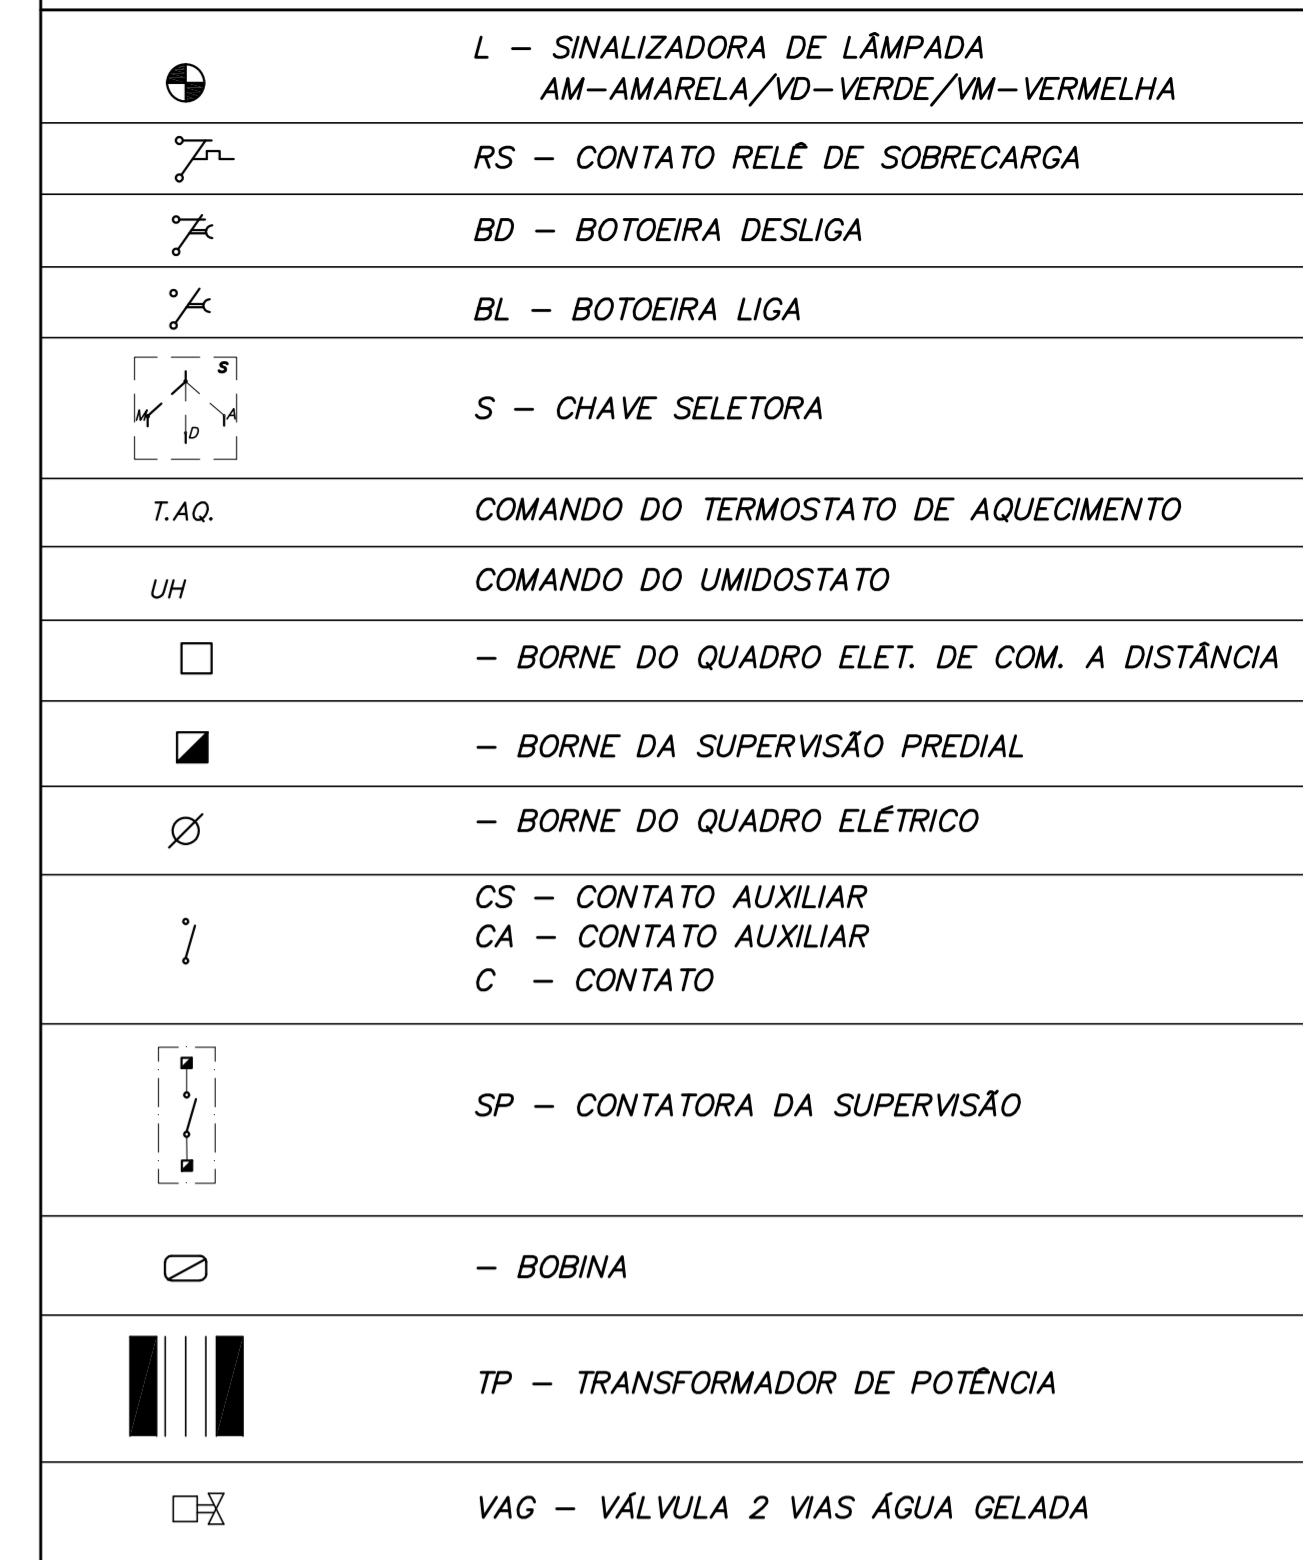 L – SINALIZADORA DE LÂMPADA
AM–AMARELA/VD–VERDE/VM–VERMELHA
RS – CONTATO RELÊ DE SOBRECARGA
BD – BOTOEIRA DESLIGA
BL – BOTOEIRA LIGA
S
M
A
D
S – CHAVE SELETORA
T.AQ. COMANDO DO TERMOSTATO DE AQUECIMENTO
UH COMANDO DO UMIDOSTATO
– BORNE DO QUADRO ELET. DE COM. A DISTÂNCIA
– BORNE DA SUPERVISÃO PREDIAL
– BORNE DO QUADRO ELÉTRICO
CS – CONTATO AUXILIAR
CA – CONTATO AUXILIAR
C – CONTATO
SP – CONTATORA DA SUPERVISÃO
– BOBINA
TP – TRANSFORMADOR DE POTÊNCIA
VAG – VÁLVULA 2 VIAS ÁGUA GELADA